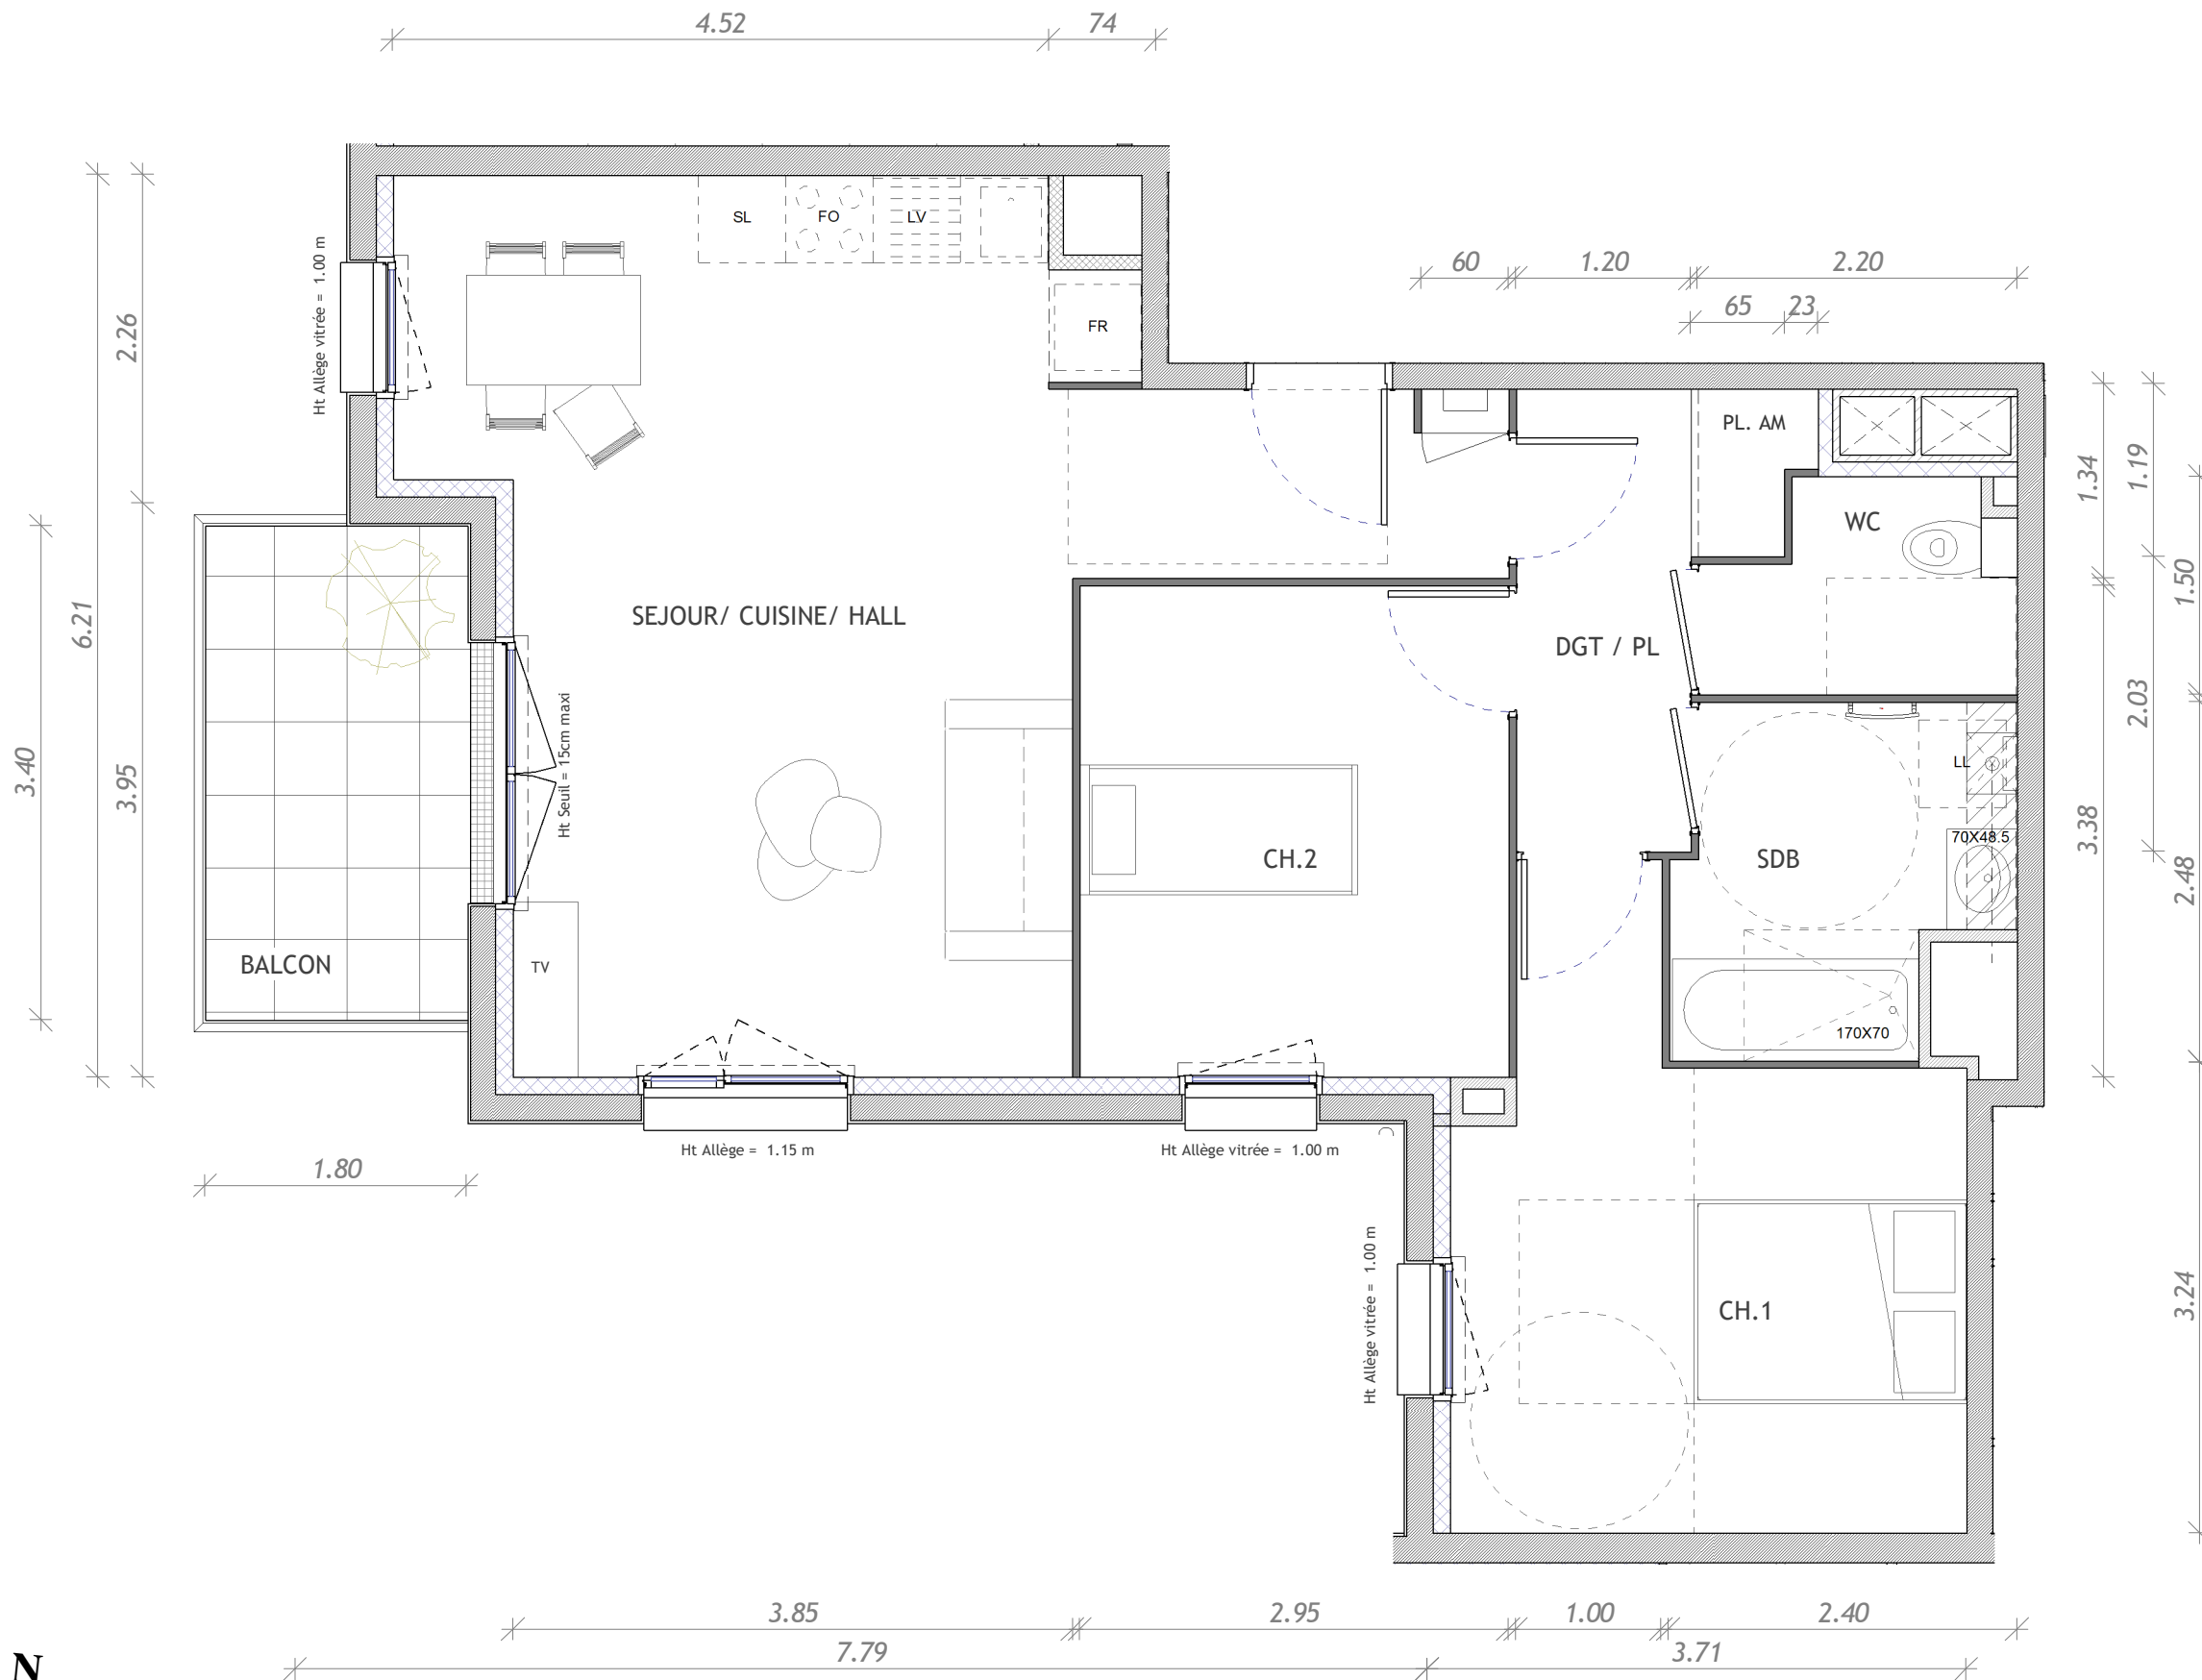 4.52
74
60
1.20
2.20
65
23
SL
FO
LV
FR
PL. AM
WC
Ht Allège vitrée = 1.00 m
2.26
6.21
3.95
3.40
1.34
1.19
1.50
2.03
3.38
2.48
3.24
SEJOUR/ CUISINE/ HALL
DGT / PL
Ht Seuil = 15cm maxi
LL
70X48.5
CH.2
SDB
BALCON
TV
170X70
Ht Allège = 1.15 m
Ht Allège vitrée = 1.00 m
1.80
Ht Allège vitrée = 1.00 m
CH.1
3.85
2.95
1.00
2.40
7.79
3.71
N